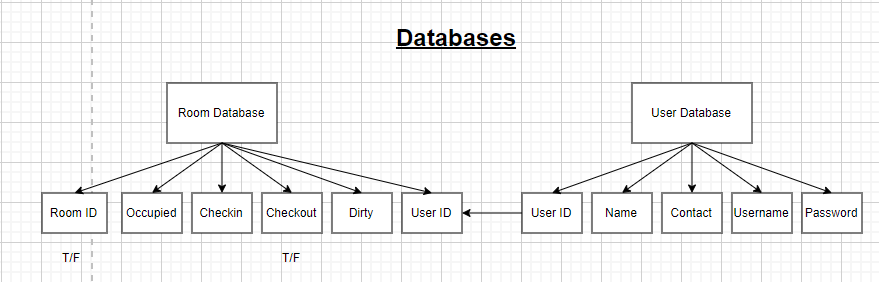 Databases
Room Database
User Database
Room ID
Occupied
Checkin
Checkout
Dirty
User ID
User ID
Name
Contact
Username
Password
T/F
T/F